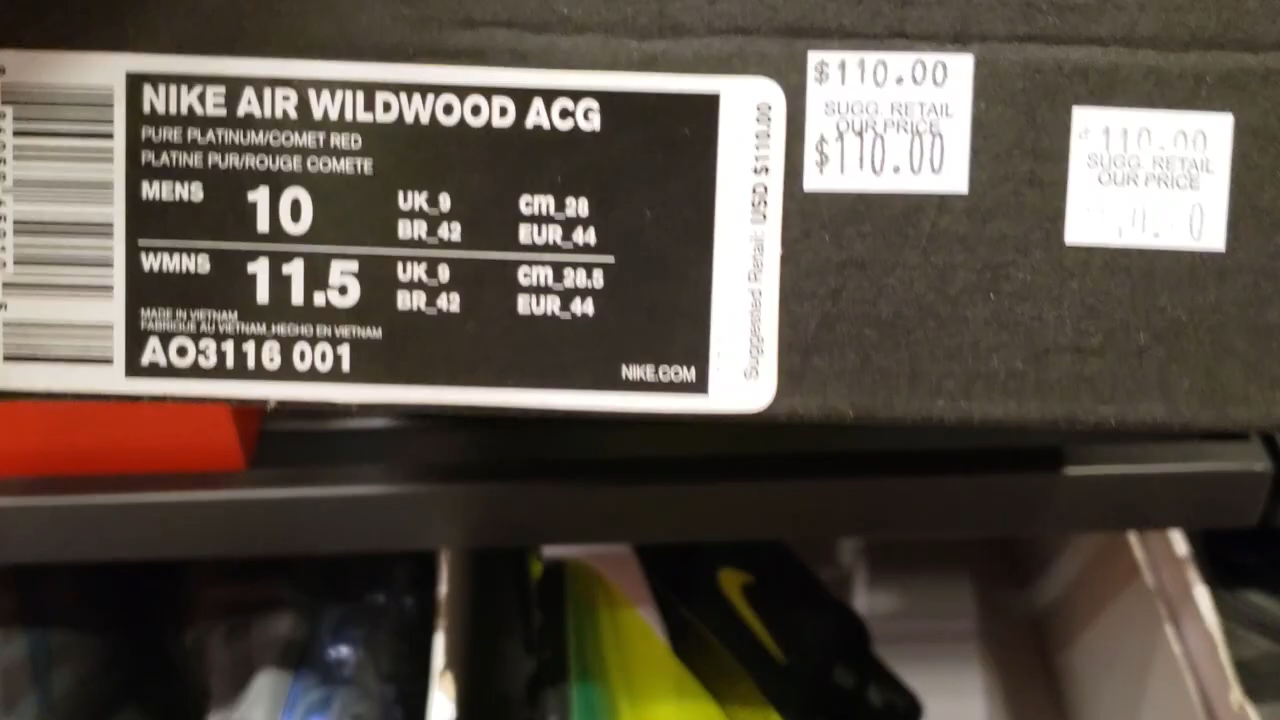 NIKE AIR WILDWOOD ACG
PURE PLATINUM/COMET RED
PLATINE PUR/ROUGE COMETE
MENS 10 UK_9 cm_28
BR_42 EUR_44
WMNS 11.5 UK_9 cm_28.5
BR_42 EUR_44
MADE IN VIETNAM
FABRIQUE AU VIETNAM_HECHO EN VIETNAM
AO3116 001
NIKE.COM
Suggested Retail: USD $110.00
$110.00
SUGG. RETAIL
OUR PRICE
$110.00
110.00
SUGG. RETAIL
OUR PRICE